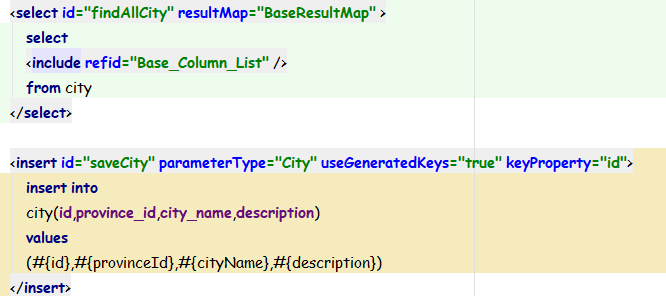 <select id="findAllCity" resultMap="BaseResultMap" >
select
<include refid="Base_Column_List" />
from city
</select>
<insert id="saveCity" parameterType="City" useGeneratedKeys="true" keyProperty="id">
insert into
city(id,province_id,city_name,description)
values
(#{id},#{provinceId},#{cityName},#{description})
</insert>